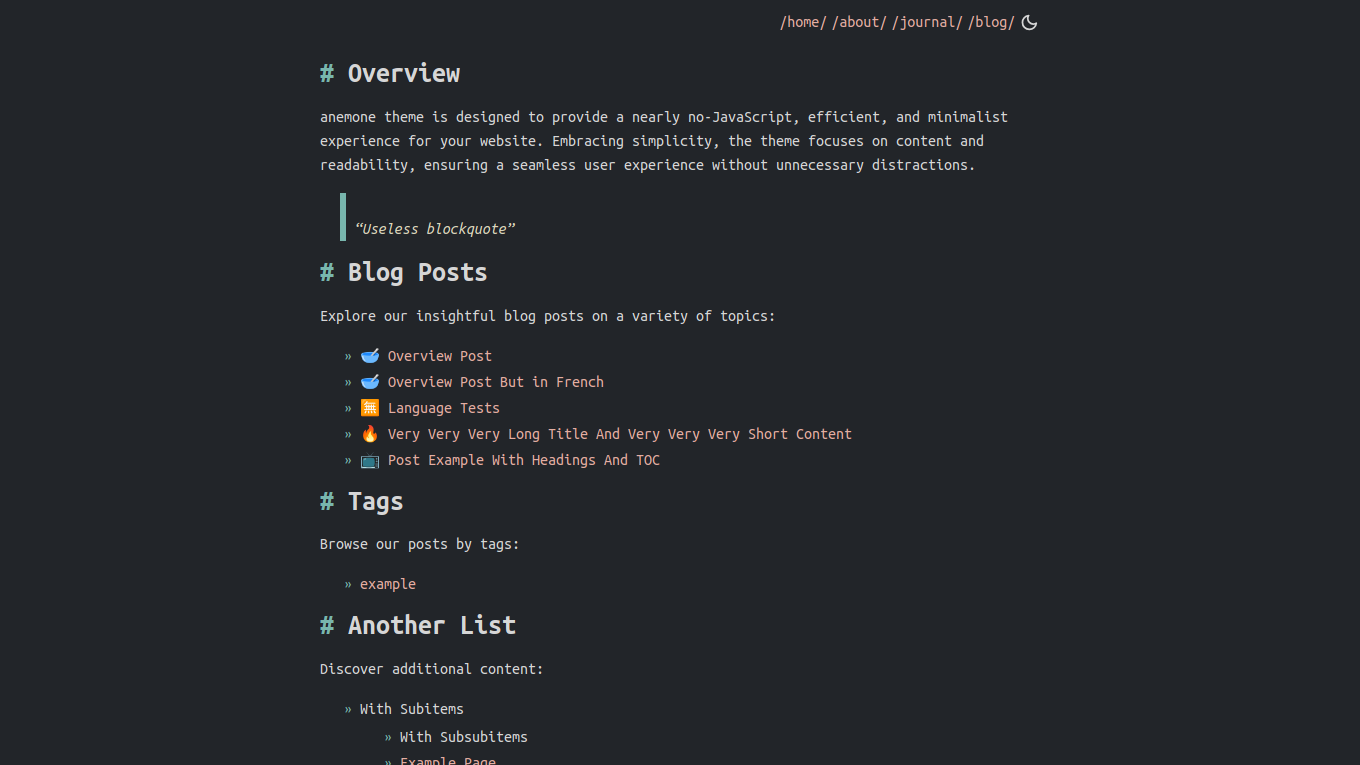 /home/ /about/ /journal/ /blog/
# Overview
anemone theme is designed to provide a nearly no-JavaScript, efficient, and minimalist
experience for your website. Embracing simplicity, the theme focuses on content and
readability, ensuring a seamless user experience without unnecessary distractions.
“Useless blockquote”
# Blog Posts
Explore our insightful blog posts on a variety of topics:
» 🥣 Overview Post
» 🥣 Overview Post But in French
» 🈚 Language Tests
» 🔥 Very Very Very Long Title And Very Very Very Short Content
» 📺 Post Example With Headings And TOC
# Tags
Browse our posts by tags:
» example
# Another List
Discover additional content:
» With Subitems
» With Subsubitems
» Example Page